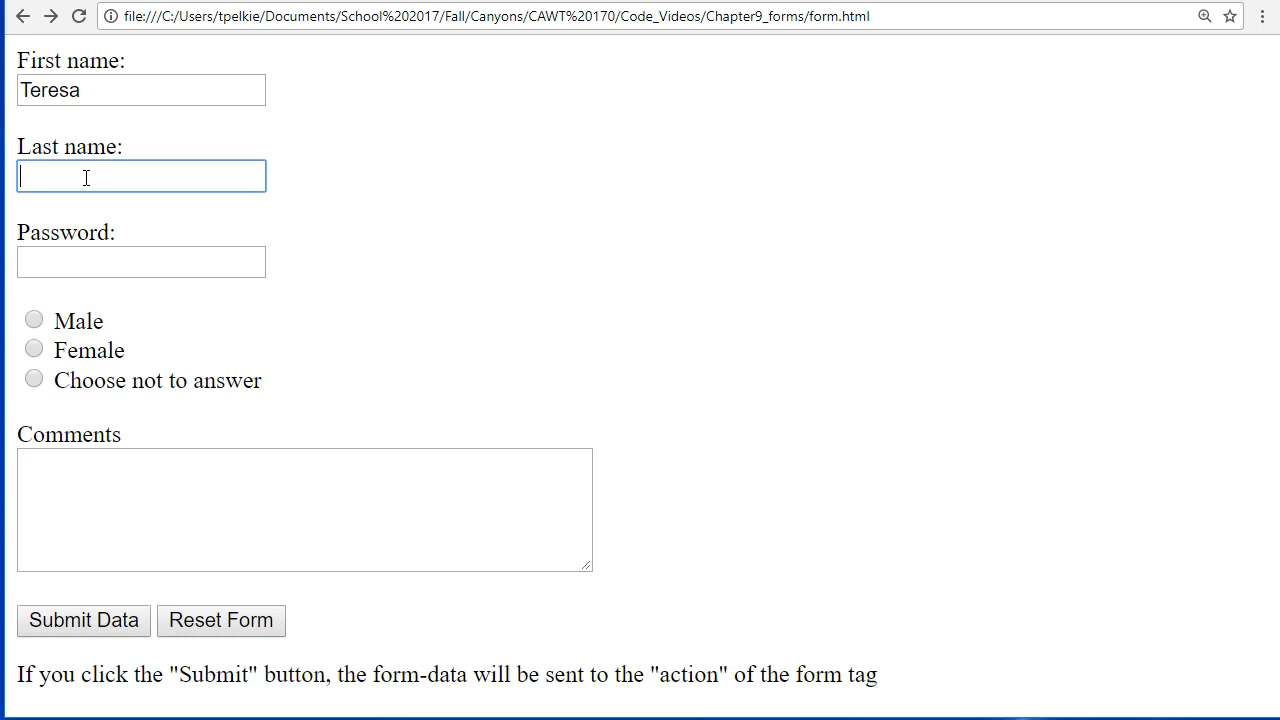 file:///C:/Users/tpelkie/Documents/School%202017/Fall/Canyons/CAWT%20170/Code_Videos/Chapter9_forms/form.html
First name:
Teresa
Last name:
Password:
Male
Female
Choose not to answer
Comments
Submit Data Reset Form
If you click the "Submit" button, the form-data will be sent to the "action" of the form tag